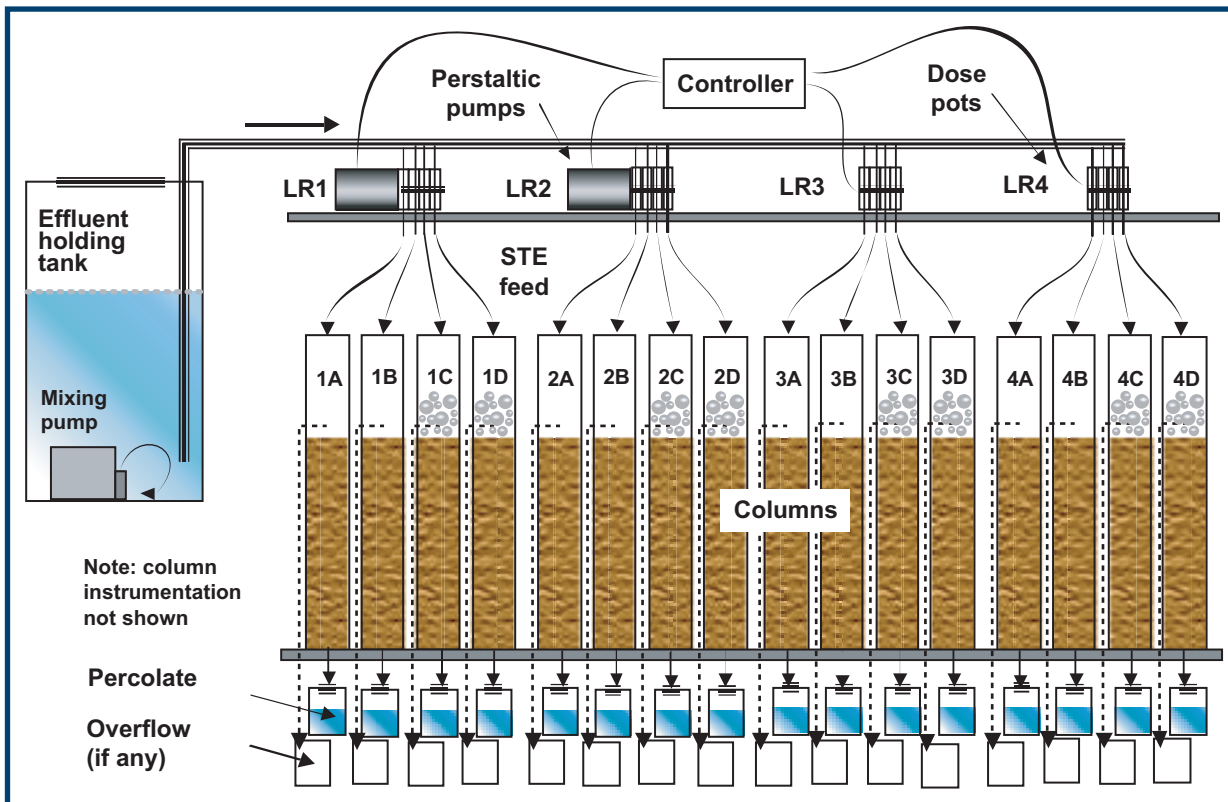 Controller
Perstaltic
pumps
Dose
pots
LR1
LR2
LR3
LR4
Effluent
holding
tank
STE
feed
1A
1B
1C
1D
2A
2B
2C
2D
3A
3B
3C
3D
4A
4B
4C
4D
Mixing
pump
Columns
Note: column
instrumentation
not shown
Percolate
Overflow
(if any)